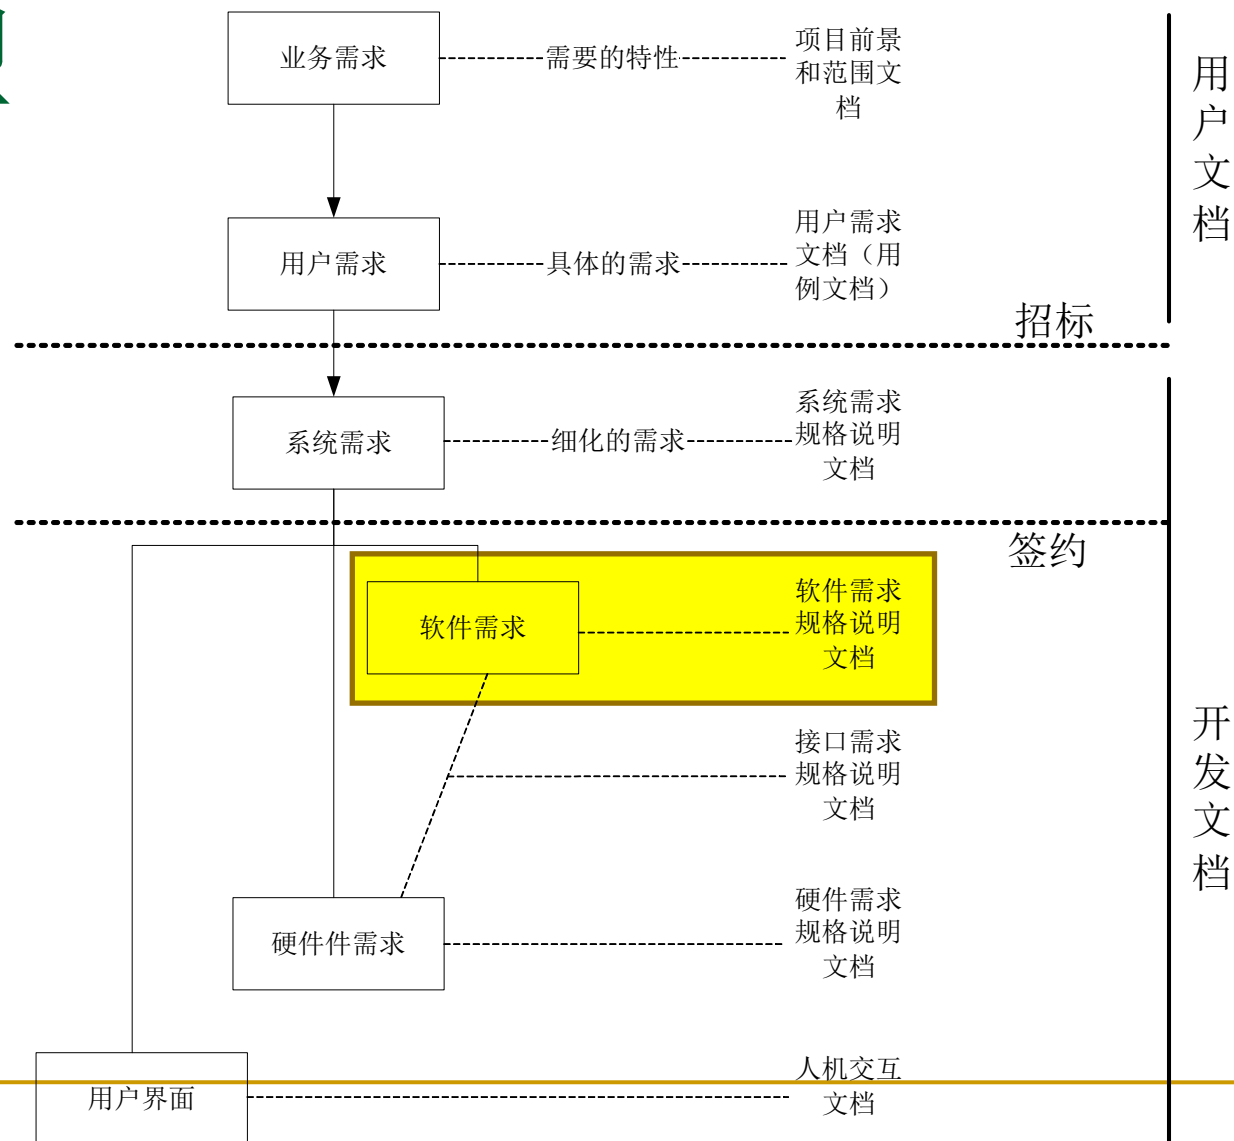 业务需求
需要的特性
项目前景
和范围文
档
用户需求
具体的需求
用户需求
文档（用
例文档）
用
户
文
档
招标
系统需求
细化的需求
系统需求
规格说明
文档
签约
软件需求
软件需求
规格说明
文档
接口需求
规格说明
文档
硬件件需求
硬件需求
规格说明
文档
开
发
文
档
用户界面
人机交互
文档